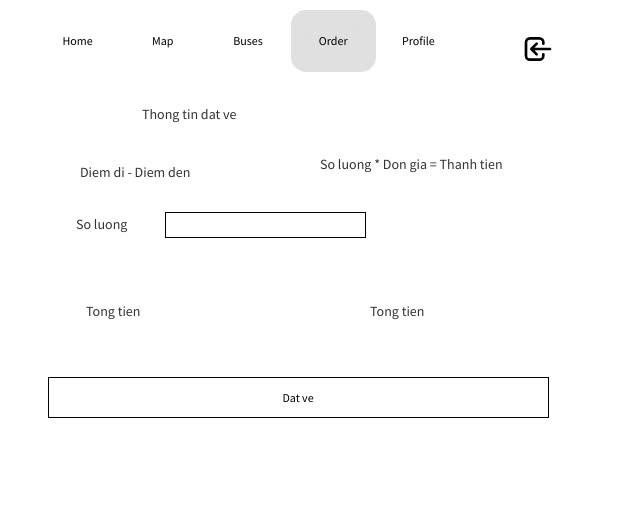 Home Map Buses Order Profile
Thong tin dat ve
Diem di - Diem den
So luong * Don gia = Thanh tien
So luong
Tong tien Tong tien
Dat ve